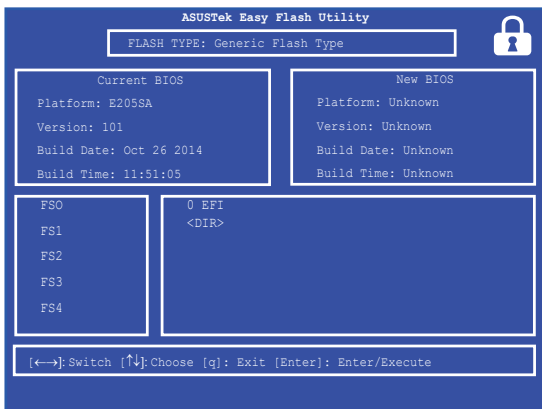 ASUSTek Easy Flash Utility
FLASH TYPE: Generic Flash Type
Current BIOS
Platform: E205SA
Version: 101
Build Date: Oct 26 2014
Build Time: 11:51:05
New BIOS
Platform: Unknown
Version: Unknown
Build Date: Unknown
Build Time: Unknown
FSO
FS1
FS2
FS3
FS4
0 EFI
<DIR>
[←→]: Switch [↑↓]: Choose [q]: Exit [Enter]: Enter/Execute